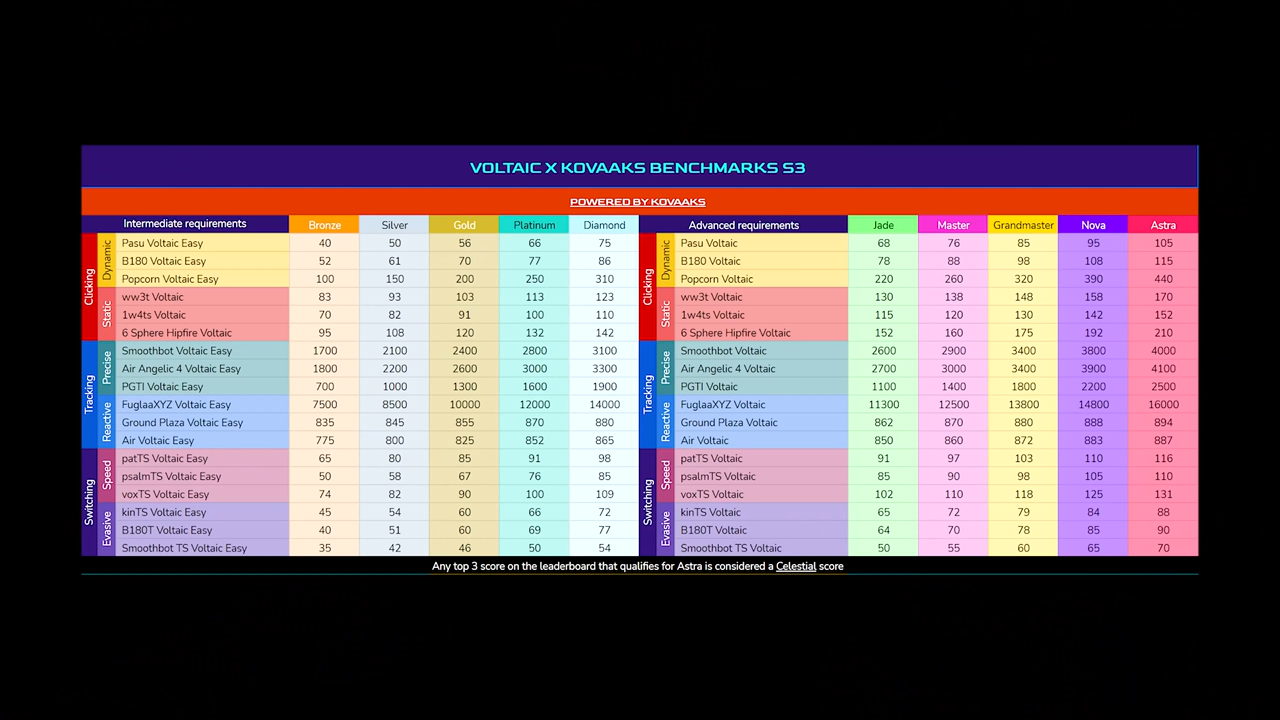 VOLTAIC X KOVAAKS BENCHMARKS S3
POWERED BY KOVAAKS
Intermediate requirements Bronze Silver Gold Platinum Diamond Advanced requirements Jade Master Grandmaster Nova Astra
Clicking Dynamic Pasu Voltaic Easy 40 50 56 66 75 Clicking Dynamic Pasu Voltaic 68 76 85 95 105
B180 Voltaic Easy 52 61 70 77 86 B180 Voltaic 78 88 98 108 115
Popcorn Voltaic Easy 100 150 200 250 310 Popcorn Voltaic 220 260 320 390 440
Static ww3t Voltaic 83 93 103 113 123 Static ww3t Voltaic 130 138 148 158 170
1w4ts Voltaic 70 82 91 100 110 1w4ts Voltaic 115 120 130 142 152
6 Sphere Hipfire Voltaic 95 108 120 132 142 6 Sphere Hipfire Voltaic 152 160 175 192 210
Tracking Precise Smoothbot Voltaic Easy 1700 2100 2400 2800 3100 Tracking Precise Smoothbot Voltaic 2600 2900 3400 3800 4000
Air Angelic 4 Voltaic Easy 1800 2200 2600 3000 3300 Air Angelic 4 Voltaic 2700 3000 3400 3900 4100
PGTI Voltaic Easy 700 1000 1300 1600 1900 PGTI Voltaic 1100 1400 1800 2200 2500
Reactive FuglaaXYZ Voltaic Easy 7500 8500 10000 12000 14000 Reactive FuglaaXYZ Voltaic 11300 12500 13800 14800 16000
Ground Plaza Voltaic Easy 835 845 855 870 880 Ground Plaza Voltaic 862 870 880 888 894
Air Voltaic Easy 775 800 825 852 865 Air Voltaic 850 860 872 883 887
Switching Speed patTS Voltaic Easy 65 80 85 91 98 Switching Speed patTS Voltaic 91 97 103 110 116
psalmTS Voltaic Easy 50 58 67 76 85 psalmTS Voltaic 85 90 98 105 110
voxTS Voltaic Easy 74 82 90 100 109 voxTS Voltaic 102 110 118 125 131
Evasive kinTS Voltaic Easy 45 54 60 66 72 Evasive kinTS Voltaic 65 72 79 84 88
B180T Voltaic Easy 40 51 60 69 77 B180T Voltaic 64 70 78 85 90
Smoothbot TS Voltaic Easy 35 42 46 50 54 Smoothbot TS Voltaic 50 55 60 65 70
Any top 3 score on the leaderboard that qualifies for Astra is considered a Celestial score